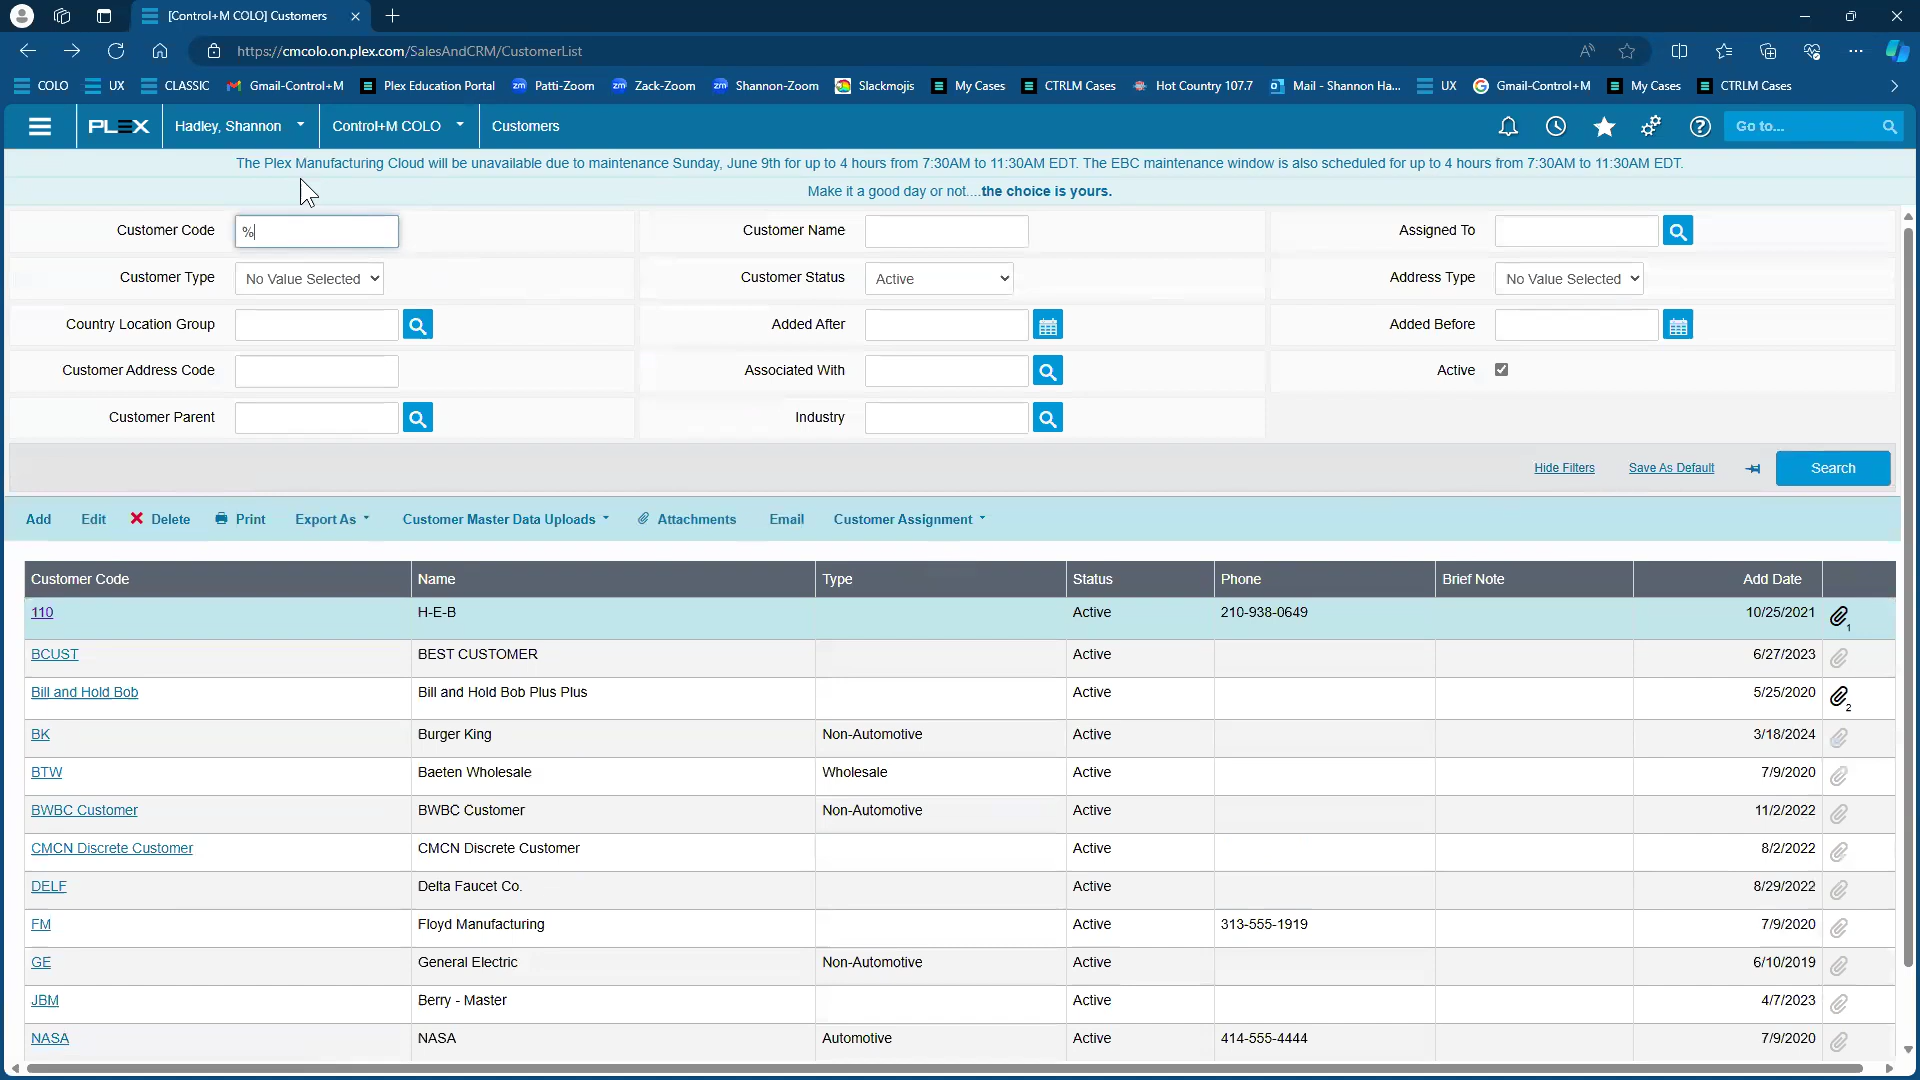 [Control+M COLO] Customers
https://cmcolo.on.plex.com/SalesAndCRM/CustomerList
COLO UX CLASSIC Gmail-Control+M Plex Education Portal Patti-Zoom Zack-Zoom Shannon-Zoom Slackmojis My Cases CTRLM Cases Hot Country 107.7 Mail - Shannon Ha... UX Gmail-Control+M My Cases CTRLM Cases
PLEX Hadley, Shannon Control+M COLO Customers Go to...
The Plex Manufacturing Cloud will be unavailable due to maintenance Sunday, June 9th for up to 4 hours from 7:30AM to 11:30AM EDT. The EBC maintenance window is also scheduled for up to 4 hours from 7:30AM to 11:30AM EDT.
Make it a good day or not....the choice is yours.
Customer Code % Customer Name Assigned To
Customer Type No Value Selected Customer Status Active Address Type No Value Selected
Country Location Group Added After Added Before
Customer Address Code Associated With Active
Customer Parent Industry
Hide Filters Save As Default Search
Add Edit Delete Print Export As Customer Master Data Uploads Attachments Email Customer Assignment
Customer Code Name Type Status Phone Brief Note Add Date
110 H-E-B Active 210-938-0649 10/25/2021 1
BCUST BEST CUSTOMER Active 6/27/2023
Bill and Hold Bob Bill and Hold Bob Plus Plus Active 5/25/2020 2
BK Burger King Non-Automotive Active 3/18/2024
BTW Baeten Wholesale Wholesale Active 7/9/2020
BWBC Customer BWBC Customer Non-Automotive Active 11/2/2022
CMCN Discrete Customer CMCN Discrete Customer Active 8/2/2022
DELF Delta Faucet Co. Active 8/29/2022
FM Floyd Manufacturing Active 313-555-1919 7/9/2020
GE General Electric Non-Automotive Active 6/10/2019
JBM Berry - Master Active 4/7/2023
NASA NASA Automotive Active 414-555-4444 7/9/2020